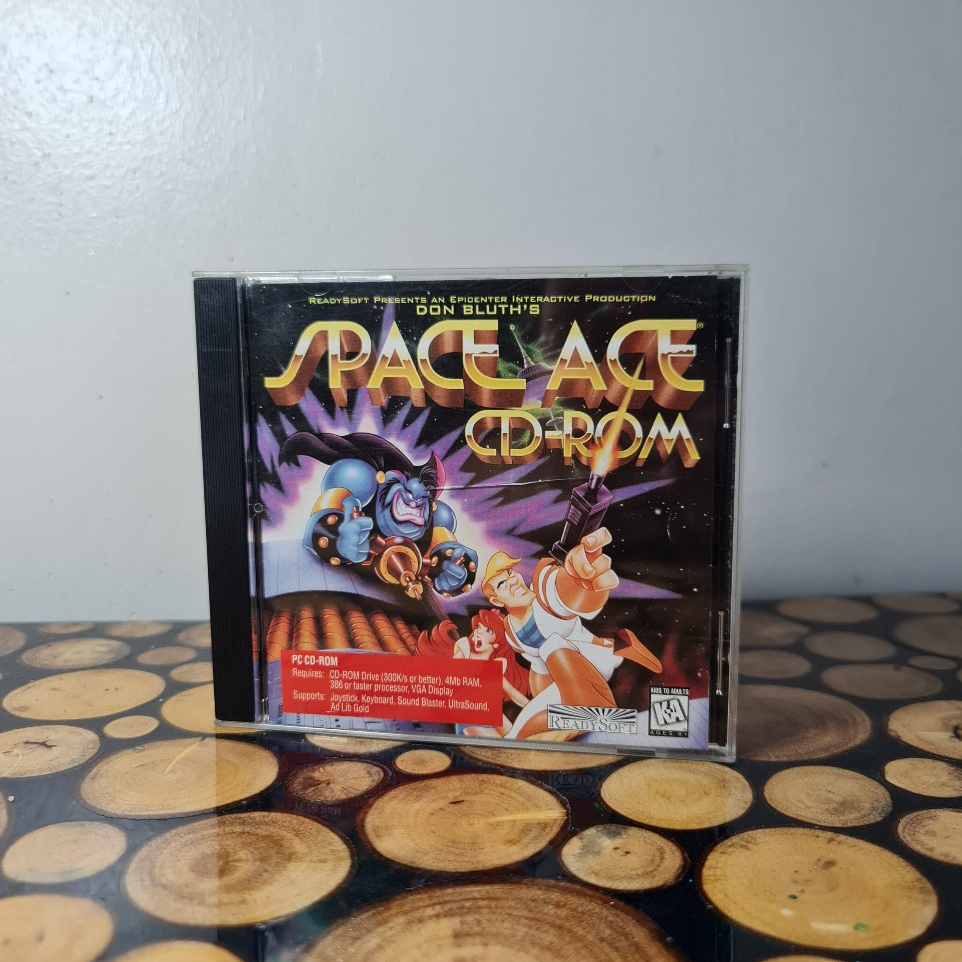 READYSOFT PRESENTS AN EPICENTER INTERACTIVE PRODUCTION
DON BLUTH'S
SPACE ACE®
CD-ROM
PC CD-ROM
Requires: CD-ROM Drive (300K/s or better), 4Mb RAM,
386 or faster processor, VGA Display
Supports: Joystick, Keyboard, Sound Blaster, UltraSound,
Ad Lib Gold
READYSOFT
KIDS TO ADULTS
K-A
AGES 6+